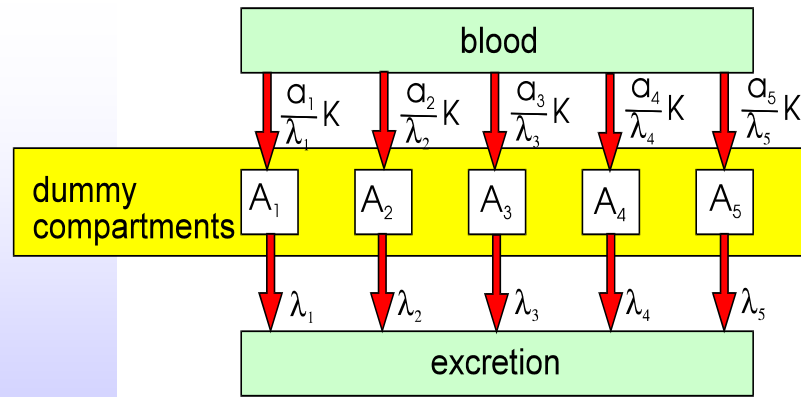 blood
a₁/λ₁ K a₂/λ₂ K a₃/λ₃ K a₄/λ₄ K a₅/λ₅ K
dummy
compartments
A₁ A₂ A₃ A₄ A₅
λ₁ λ₂ λ₃ λ₄ λ₅
excretion